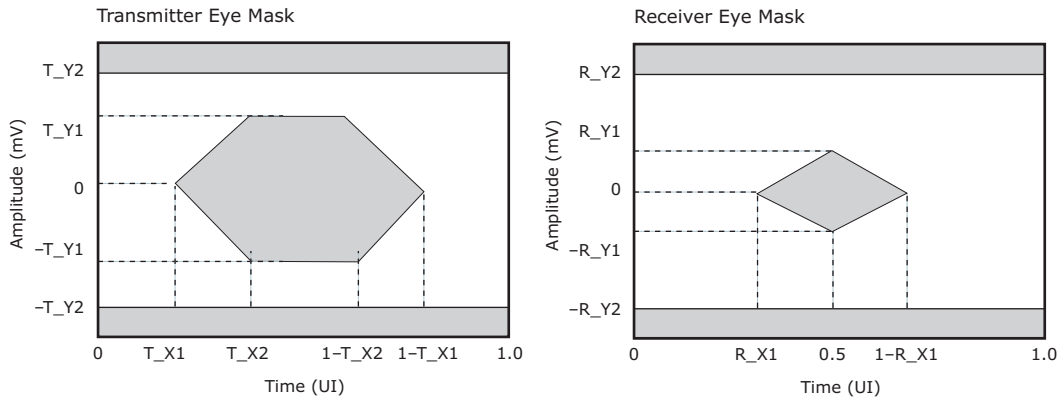 Transmitter Eye Mask
T_Y2
T_Y1
0
–T_Y1
–T_Y2
Amplitude (mV)
0
T_X1
T_X2
1–T_X2
1–T_X1
1.0
Time (UI)
Receiver Eye Mask
R_Y2
R_Y1
0
–R_Y1
–R_Y2
Amplitude (mV)
0
R_X1
0.5
1–R_X1
1.0
Time (UI)